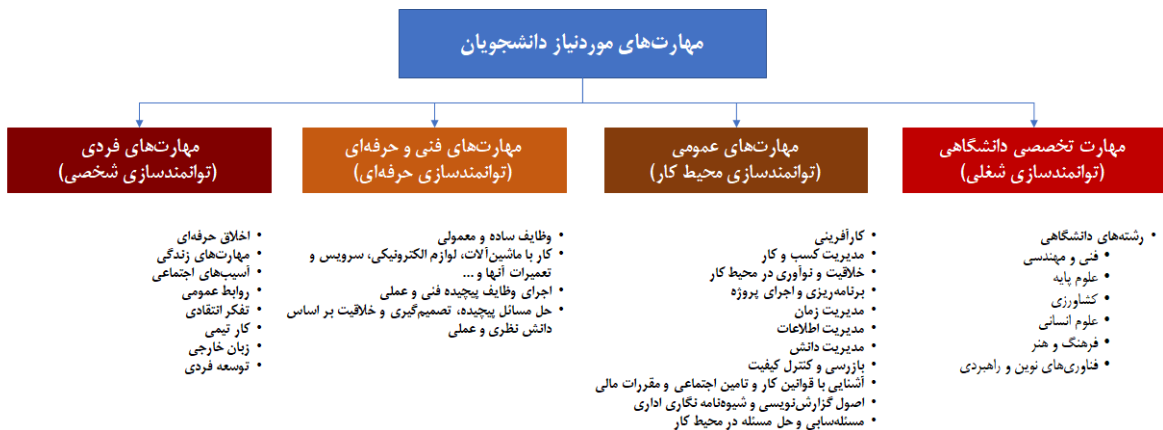 مهارت‌های موردنیاز دانشجویان
مهارت تخصصی دانشگاهی
(توانمندسازی شغلی)
• رشته‌های دانشگاهی
• فنی و مهندسی
• علوم پایه
• کشاورزی
• علوم انسانی
• فرهنگ و هنر
• فناوری‌های نوین و راهبردی
مهارت‌های عمومی
(توانمندسازی محیط کار)
• کارآفرینی
• مدیریت کسب و کار
• خلاقیت و نوآوری در محیط کار
• برنامه‌ریزی و اجرای پروژه
• مدیریت زمان
• مدیریت اطلاعات
• مدیریت دانش
• بازرسی و کنترل کیفیت
• آشنایی با قوانین کار و تامین اجتماعی و مقررات مالی
• اصول گزارش‌نویسی و شیوه‌نامه نگاری اداری
• مسئله‌سابی و حل مسئله در محیط کار
مهارت‌های فنی و حرفه‌ای
(توانمندسازی حرفه‌ای)
• وظایف ساده و معمولی
• کار با ماشین‌آلات، لوازم الکترونیکی، سرویس و
تعمیرات آنها و ...
• اجرای وظایف پیچیده فنی و عملی
• حل مسائل پیچیده، تصمیم‌گیری و خلاقیت بر اساس
دانش نظری و عملی
مهارت‌های فردی
(توانمندسازی شخصی)
• اخلاق حرفه‌ای
• مهارت‌های زندگی
• آسیب‌های اجتماعی
• روابط عمومی
• تفکر انتقادی
• کار تیمی
• زبان خارجی
• توسعه فردی